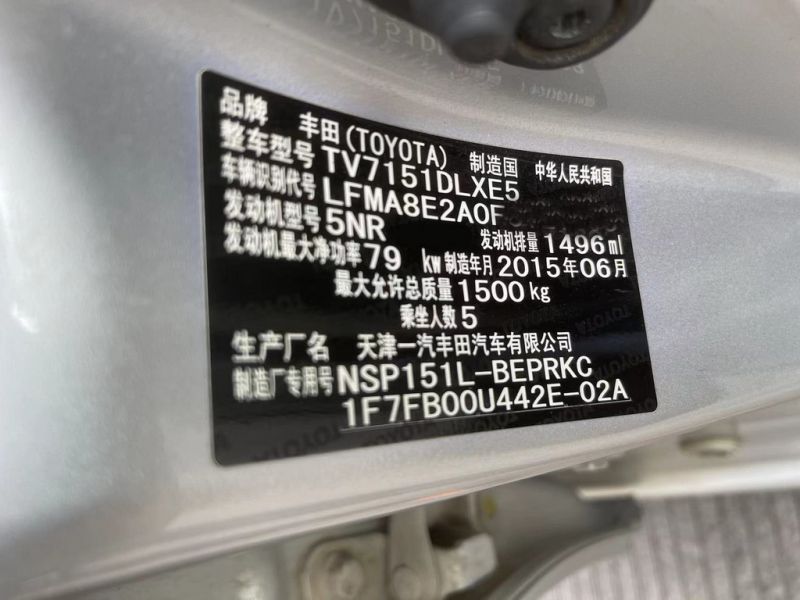 品牌 丰田(TOYOTA) 制造国 中华人民共和国
整车型号 TV7151DLXE5
车辆识别代号 LFMA8E2A0F
发动机型号 5NR 发动机排量 1496ml
发动机最大净功率 79 kw 制造年月 2015年06月
最大允许总质量 1500 kg
乘坐人数 5
生产厂名 天津一汽丰田汽车有限公司
制造厂专用号 NSP151L-BEPRKC
1F7FB00U442E-02A